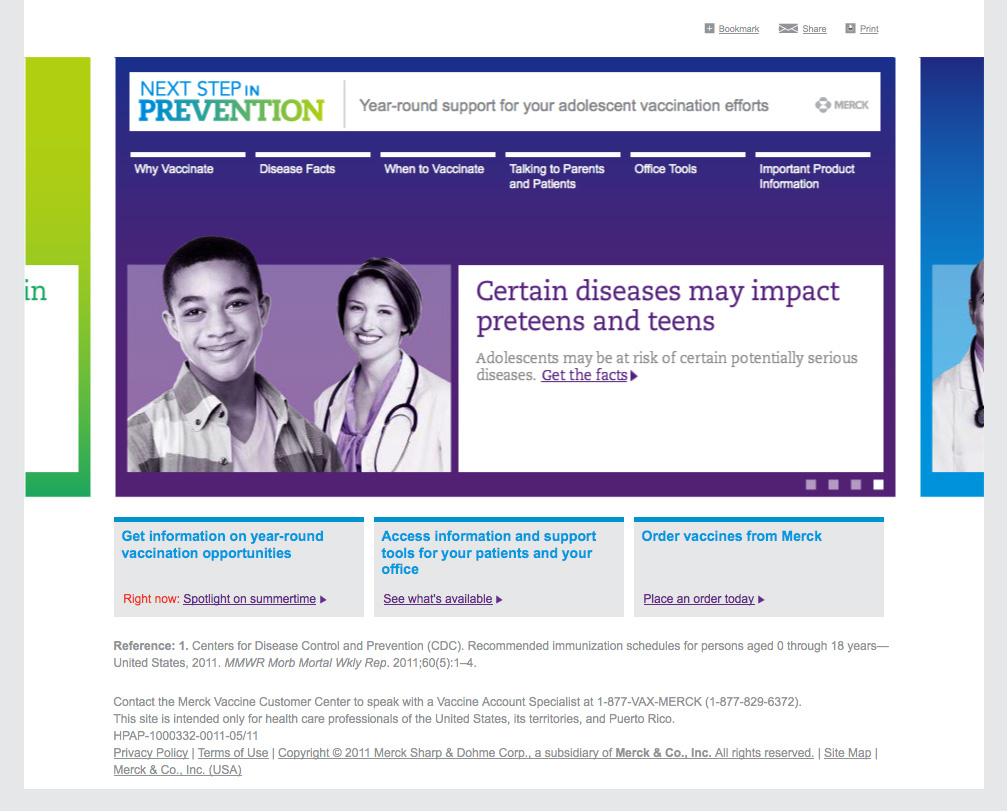 Bookmark Share Print
NEXT STEP IN
PREVENTION
Year-round support for your adolescent vaccination efforts
MERCK
Why Vaccinate
Disease Facts
When to Vaccinate
Talking to Parents
and Patients
Office Tools
Important Product
Information
in
Certain diseases may impact
preteens and teens
Adolescents may be at risk of certain potentially serious
diseases. Get the facts
Get information on year-round
vaccination opportunities
Right now: Spotlight on summertime
Access information and support
tools for your patients and your
office
See what's available
Order vaccines from Merck
Place an order today
Reference: 1. Centers for Disease Control and Prevention (CDC). Recommended immunization schedules for persons aged 0 through 18 years—
United States, 2011. MMWR Morb Mortal Wkly Rep. 2011;60(5):1–4.
Contact the Merck Vaccine Customer Center to speak with a Vaccine Account Specialist at 1-877-VAX-MERCK (1-877-829-6372).
This site is intended only for health care professionals of the United States, its territories, and Puerto Rico.
HPAP-1000332-0011-05/11
Privacy Policy | Terms of Use | Copyright © 2011 Merck Sharp & Dohme Corp., a subsidiary of Merck & Co., Inc. All rights reserved. | Site Map |
Merck & Co., Inc. (USA)